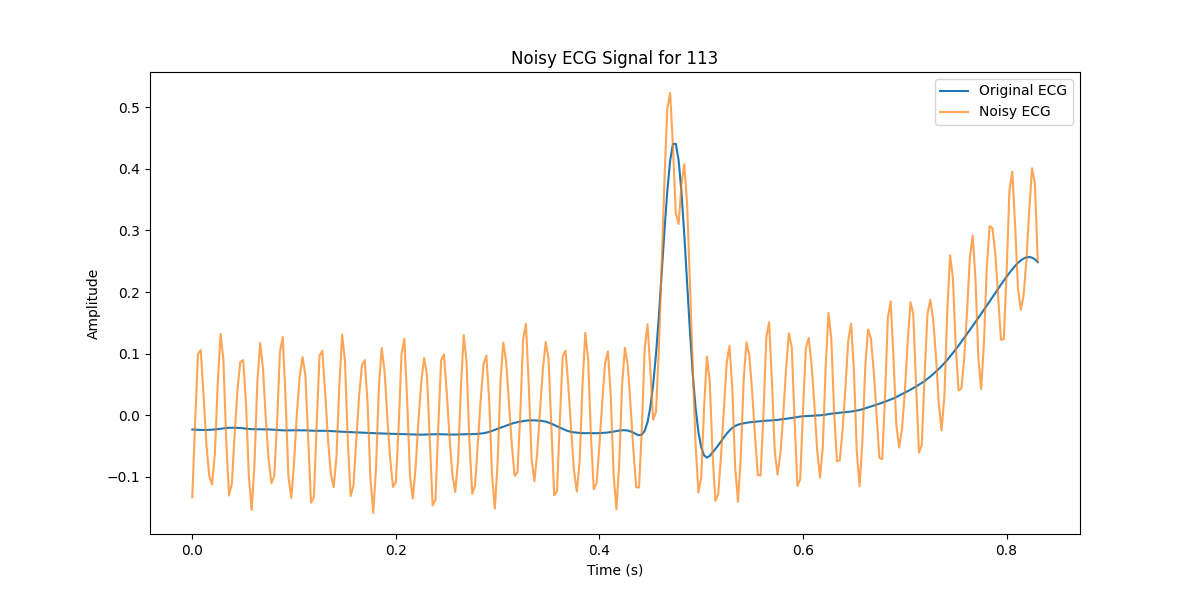 Noisy ECG Signal for 113
Original ECG
Noisy ECG
0.5
0.4
0.3
0.2
0.1
0.0
−0.1
Amplitude
0.0 0.2 0.4 0.6 0.8
Time (s)